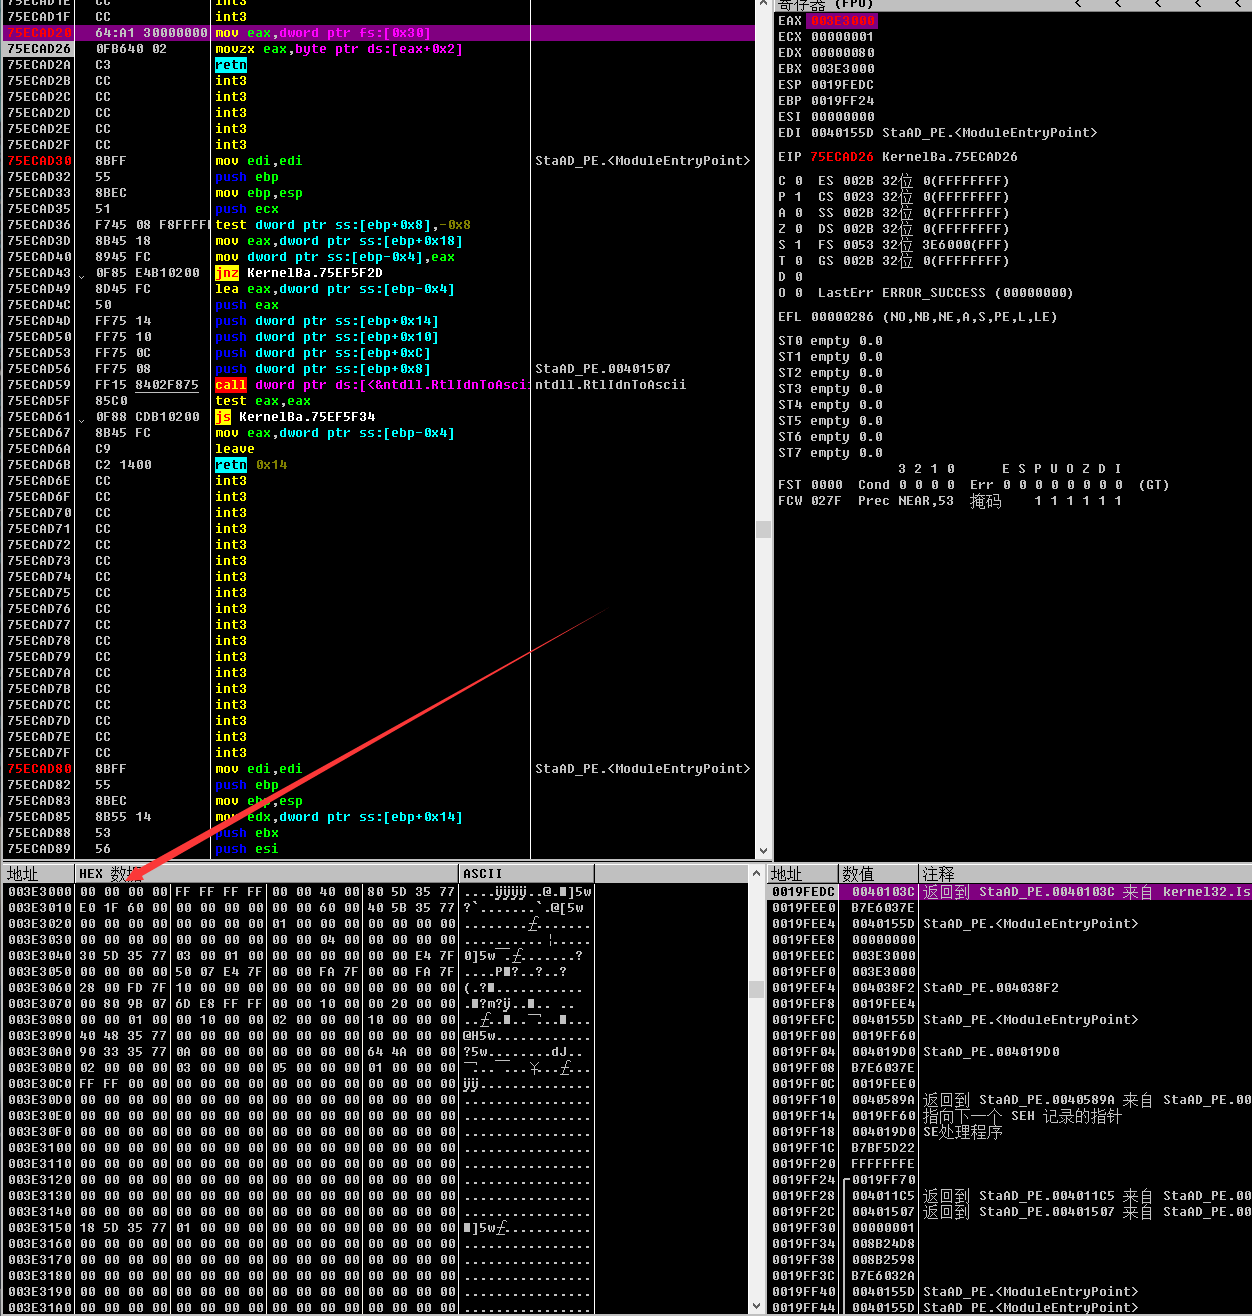 75ECAD1E CC int3
75ECAD1F CC int3
75ECAD20 64:A1 30000000 mov eax,dword ptr fs:[0x30]
75ECAD26 0FB640 02 movzx eax,byte ptr ds:[eax+0x2]
75ECAD2A C3 retn
75ECAD2B CC int3
75ECAD2C CC int3
75ECAD2D CC int3
75ECAD2E CC int3
75ECAD2F CC int3
75ECAD30 8BFF mov edi,edi StaAD_PE.<ModuleEntryPoint>
75ECAD32 55 push ebp
75ECAD33 8BEC mov ebp,esp
75ECAD35 51 push ecx
75ECAD36 F745 08 F8FFFFF test dword ptr ss:[ebp+0x8],-0x8
75ECAD3D 8B45 18 mov eax,dword ptr ss:[ebp+0x18]
75ECAD40 8945 FC mov dword ptr ss:[ebp-0x4],eax
75ECAD43 0F85 E4B10200 jnz KernelBa.75EF5F2D
75ECAD49 8D45 FC lea eax,dword ptr ss:[ebp-0x4]
75ECAD4C 50 push eax
75ECAD4D FF75 14 push dword ptr ss:[ebp+0x14]
75ECAD50 FF75 10 push dword ptr ss:[ebp+0x10]
75ECAD53 FF75 0C push dword ptr ss:[ebp+0xC]
75ECAD56 FF75 08 push dword ptr ss:[ebp+0x8] StaAD_PE.00401507
75ECAD59 FF15 8402F875 call dword ptr ds:[<&ntdll.RtlIdnToAscii ntdll.RtlIdnToAscii
75ECAD5F 85C0 test eax,eax
75ECAD61 0F88 CDB10200 js KernelBa.75EF5F34
75ECAD67 8B45 FC mov eax,dword ptr ss:[ebp-0x4]
75ECAD6A C9 leave
75ECAD6B C2 1400 retn 0x14
75ECAD6E CC int3
75ECAD6F CC int3
75ECAD70 CC int3
75ECAD71 CC int3
75ECAD72 CC int3
75ECAD73 CC int3
75ECAD74 CC int3
75ECAD75 CC int3
75ECAD76 CC int3
75ECAD77 CC int3
75ECAD78 CC int3
75ECAD79 CC int3
75ECAD7A CC int3
75ECAD7B CC int3
75ECAD7C CC int3
75ECAD7D CC int3
75ECAD7E CC int3
75ECAD7F CC int3
75ECAD80 8BFF mov edi,edi StaAD_PE.<ModuleEntryPoint>
75ECAD82 55 push ebp
75ECAD83 8BEC mov ebp,esp
75ECAD85 8B55 14 mov edx,dword ptr ss:[ebp+0x14]
75ECAD88 53 push ebx
75ECAD89 56 push esi
寄存器 (FPU) < < < < <
EAX 003E3000
ECX 00000001
EDX 00000080
EBX 003E3000
ESP 0019FEDC
EBP 0019FF24
ESI 00000000
EDI 0040155D StaAD_PE.<ModuleEntryPoint>
EIP 75ECAD26 KernelBa.75ECAD26
C 0 ES 002B 32位 0(FFFFFFFF)
P 1 CS 0023 32位 0(FFFFFFFF)
A 0 SS 002B 32位 0(FFFFFFFF)
Z 0 DS 002B 32位 0(FFFFFFFF)
S 1 FS 0053 32位 3E6000(FFF)
T 0 GS 002B 32位 0(FFFFFFFF)
D 0
O 0 LastErr ERROR_SUCCESS (00000000)
EFL 00000286 (NO,NB,NE,A,S,PE,L,LE)
ST0 empty 0.0
ST1 empty 0.0
ST2 empty 0.0
ST3 empty 0.0
ST4 empty 0.0
ST5 empty 0.0
ST6 empty 0.0
ST7 empty 0.0
3 2 1 0 E S P U O Z D I
FST 0000 Cond 0 0 0 0 Err 0 0 0 0 0 0 0 0 (GT)
FCW 027F Prec NEAR,53 掩码 1 1 1 1 1 1
地址 HEX 数据 ASCII
003E3000 00 00 00 00 FF FF FF FF 00 00 40 00 80 5D 35 77
003E3010 E0 1F 60 00 00 00 00 00 00 00 60 00 40 5B 35 77
003E3020 00 00 00 00 00 00 00 00 01 00 00 00 00 00 00 00
003E3030 00 00 00 00 00 00 00 00 00 00 04 00 00 00 00 00
003E3040 30 5D 35 77 03 00 01 00 00 00 00 00 00 00 E4 7F
003E3050 00 00 00 00 50 07 E4 7F 00 00 FA 7F 00 00 FA 7F
003E3060 28 00 FD 7F 10 00 00 00 00 00 00 00 00 00 00 00
003E3070 00 80 9B 07 6D E8 FF FF 00 00 10 00 00 20 00 00
003E3080 00 00 01 00 00 10 00 00 02 00 00 00 10 00 00 00
003E3090 40 48 35 77 00 00 00 00 00 00 00 00 00 00 00 00
003E30A0 90 33 35 77 0A 00 00 00 00 00 00 00 64 4A 00 00
003E30B0 02 00 00 00 03 00 00 00 05 00 00 00 01 00 00 00
003E30C0 FF FF 00 00 00 00 00 00 00 00 00 00 00 00 00 00
003E30D0 00 00 00 00 00 00 00 00 00 00 00 00 00 00 00 00
003E30E0 00 00 00 00 00 00 00 00 00 00 00 00 00 00 00 00
003E30F0 00 00 00 00 00 00 00 00 00 00 00 00 00 00 00 00
003E3100 00 00 00 00 00 00 00 00 00 00 00 00 00 00 00 00
003E3110 00 00 00 00 00 00 00 00 00 00 00 00 00 00 00 00
003E3120 00 00 00 00 00 00 00 00 00 00 00 00 00 00 00 00
003E3130 00 00 00 00 00 00 00 00 00 00 00 00 00 00 00 00
003E3140 00 00 00 00 00 00 00 00 00 00 00 00 00 00 00 00
003E3150 18 5D 35 77 01 00 00 00 00 00 00 00 00 00 00 00
003E3160 00 00 00 00 00 00 00 00 00 00 00 00 00 00 00 00
003E3170 00 00 00 00 00 00 00 00 00 00 00 00 00 00 00 00
003E3180 00 00 00 00 00 00 00 00 00 00 00 00 00 00 00 00
003E3190 00 00 00 00 00 00 00 00 00 00 00 00 00 00 00 00
003E31A0 00 00 00 00 00 00 00 00 00 00 00 00 00 00 00 00
地址 数值 注释
0019FEDC 0040103C 返回到 StaAD_PE.0040103C 来自 kernel32.Is
0019FEE0 B7E6037E
0019FEE4 0040155D StaAD_PE.<ModuleEntryPoint>
0019FEE8 00000000
0019FEEC 003E3000
0019FEF0 003E3000
0019FEF4 004038F2 StaAD_PE.004038F2
0019FEF8 0019FEE4
0019FEFC 0040155D StaAD_PE.<ModuleEntryPoint>
0019FF00 0019FF60
0019FF04 004019D0 StaAD_PE.004019D0
0019FF08 B7E6037E
0019FF0C 0019FEE0
0019FF10 0040589A 返回到 StaAD_PE.0040589A 来自 StaAD_PE.00
0019FF14 0019FF60 指向下一个 SEH 记录的指针
0019FF18 004019D0 SE处理程序
0019FF1C B7BF5D22
0019FF20 FFFFFFFE
0019FF24 0019FF70
0019FF28 004011C5 返回到 StaAD_PE.004011C5 来自 StaAD_PE.00
0019FF2C 00401507 返回到 StaAD_PE.00401507 来自 StaAD_PE.00
0019FF30 00000001
0019FF34 008B24D8
0019FF38 008B2598
0019FF3C B7E6032A
0019FF40 0040155D StaAD_PE.<ModuleEntryPoint>
0019FF44 0040155D StaAD_PE.<ModuleEntryPoint>